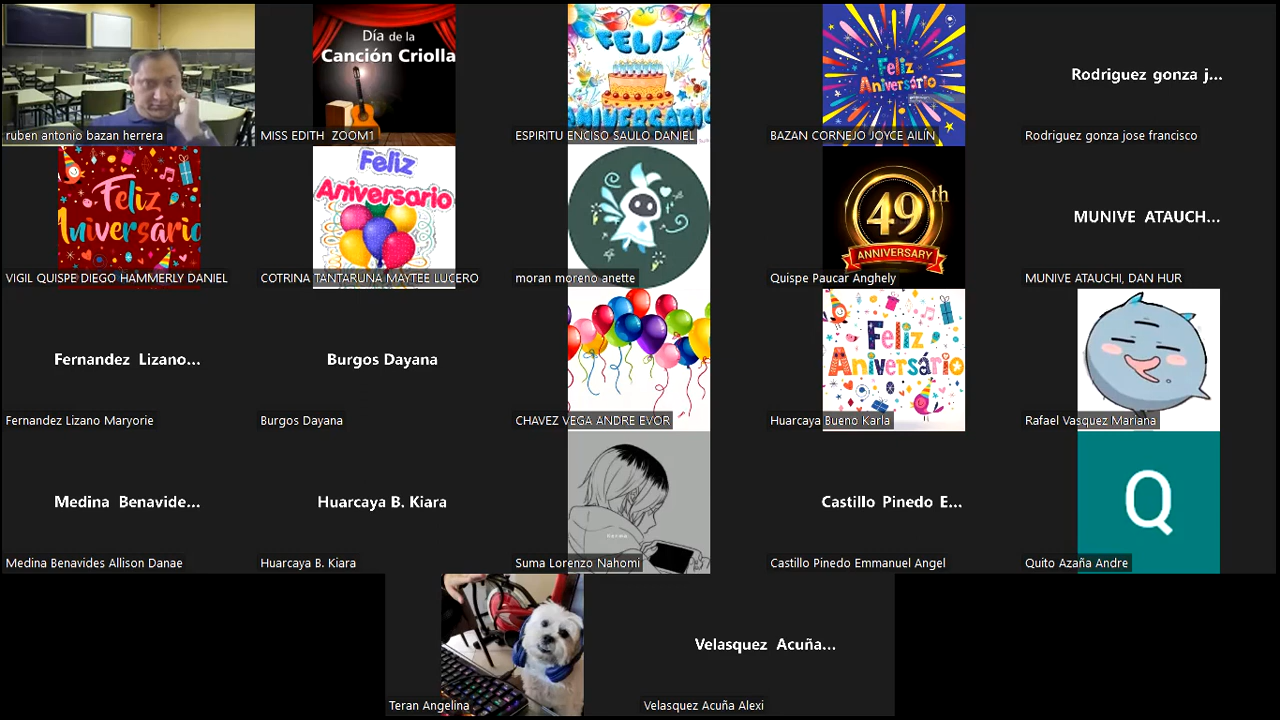 ruben antonio bazan herrera
Día de la
Canción Criolla
MISS EDITH ZOOM1
FELIZ
ANIVERSARIO
ESPIRITU ENCISO SAULO DANIEL
Feliz
Aniversário
BAZAN CORNEJO JOYCE AILÍN
Rodriguez gonza j...
Rodriguez gonza jose francisco
Feliz
Aniversário
VIGIL QUISPE DIEGO HAMMERLY DANIEL
Feliz
Aniversario
COTRINA TANTARUNA MAYTEE LUCERO
moran moreno anette
49th
ANNIVERSARY
Quispe Paucar Anghely
MUNIVE ATAUCH...
MUNIVE ATAUCHI, DAN HUR
Fernandez Lizano...
Fernandez Lizano Maryorie
Burgos Dayana
Burgos Dayana
CHAVEZ VEGA ANDRE EVOR
Feliz
Aniversário
Huarcaya Bueno Karla
Rafael Vasquez Mariana
Medina Benavide...
Medina Benavides Allison Danae
Huarcaya B. Kiara
Huarcaya B. Kiara
Suma Lorenzo Nahomi
Castillo Pinedo E...
Castillo Pinedo Emmanuel Angel
Q
Quito Azaña Andre
Teran Angelina
Velasquez Acuña...
Velasquez Acuña Alexi